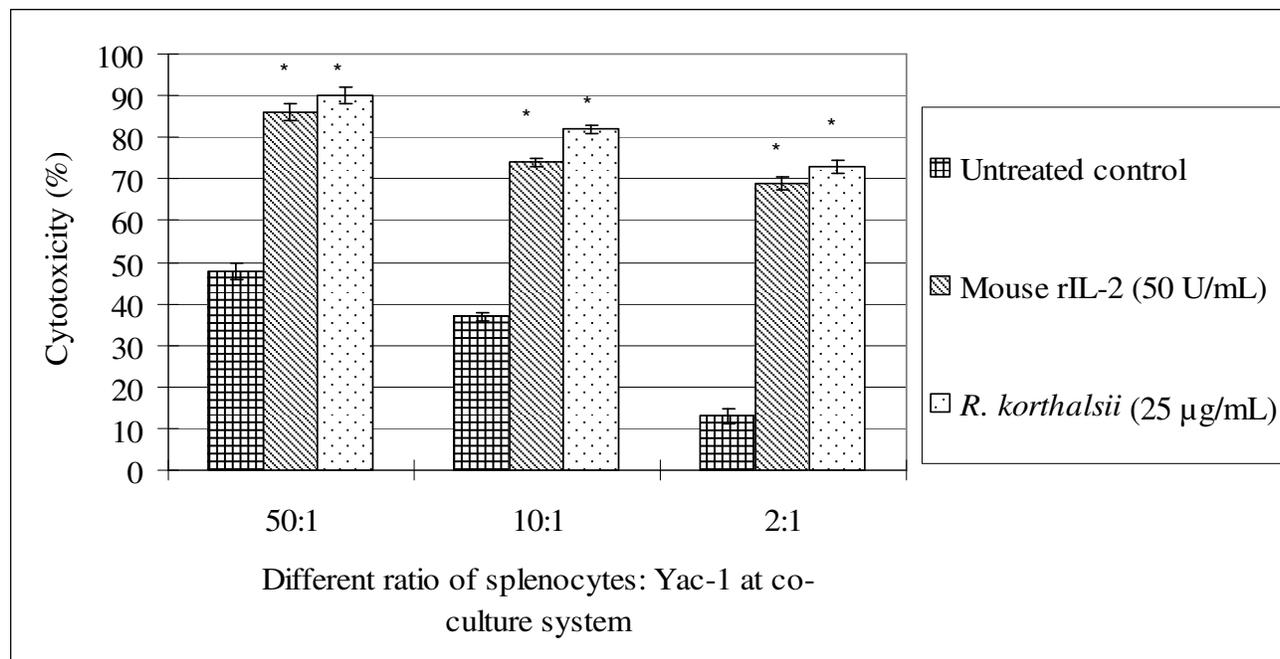 100
90
80
70
60
50
40
30
20
10
0
Cytotoxicity (%)
* *
* *
* *
50:1 10:1 2:1
Different ratio of splenocytes: Yac-1 at co-
culture system
Untreated control
Mouse rIL-2 (50 U/mL)
R. korthalsii (25 µg/mL)